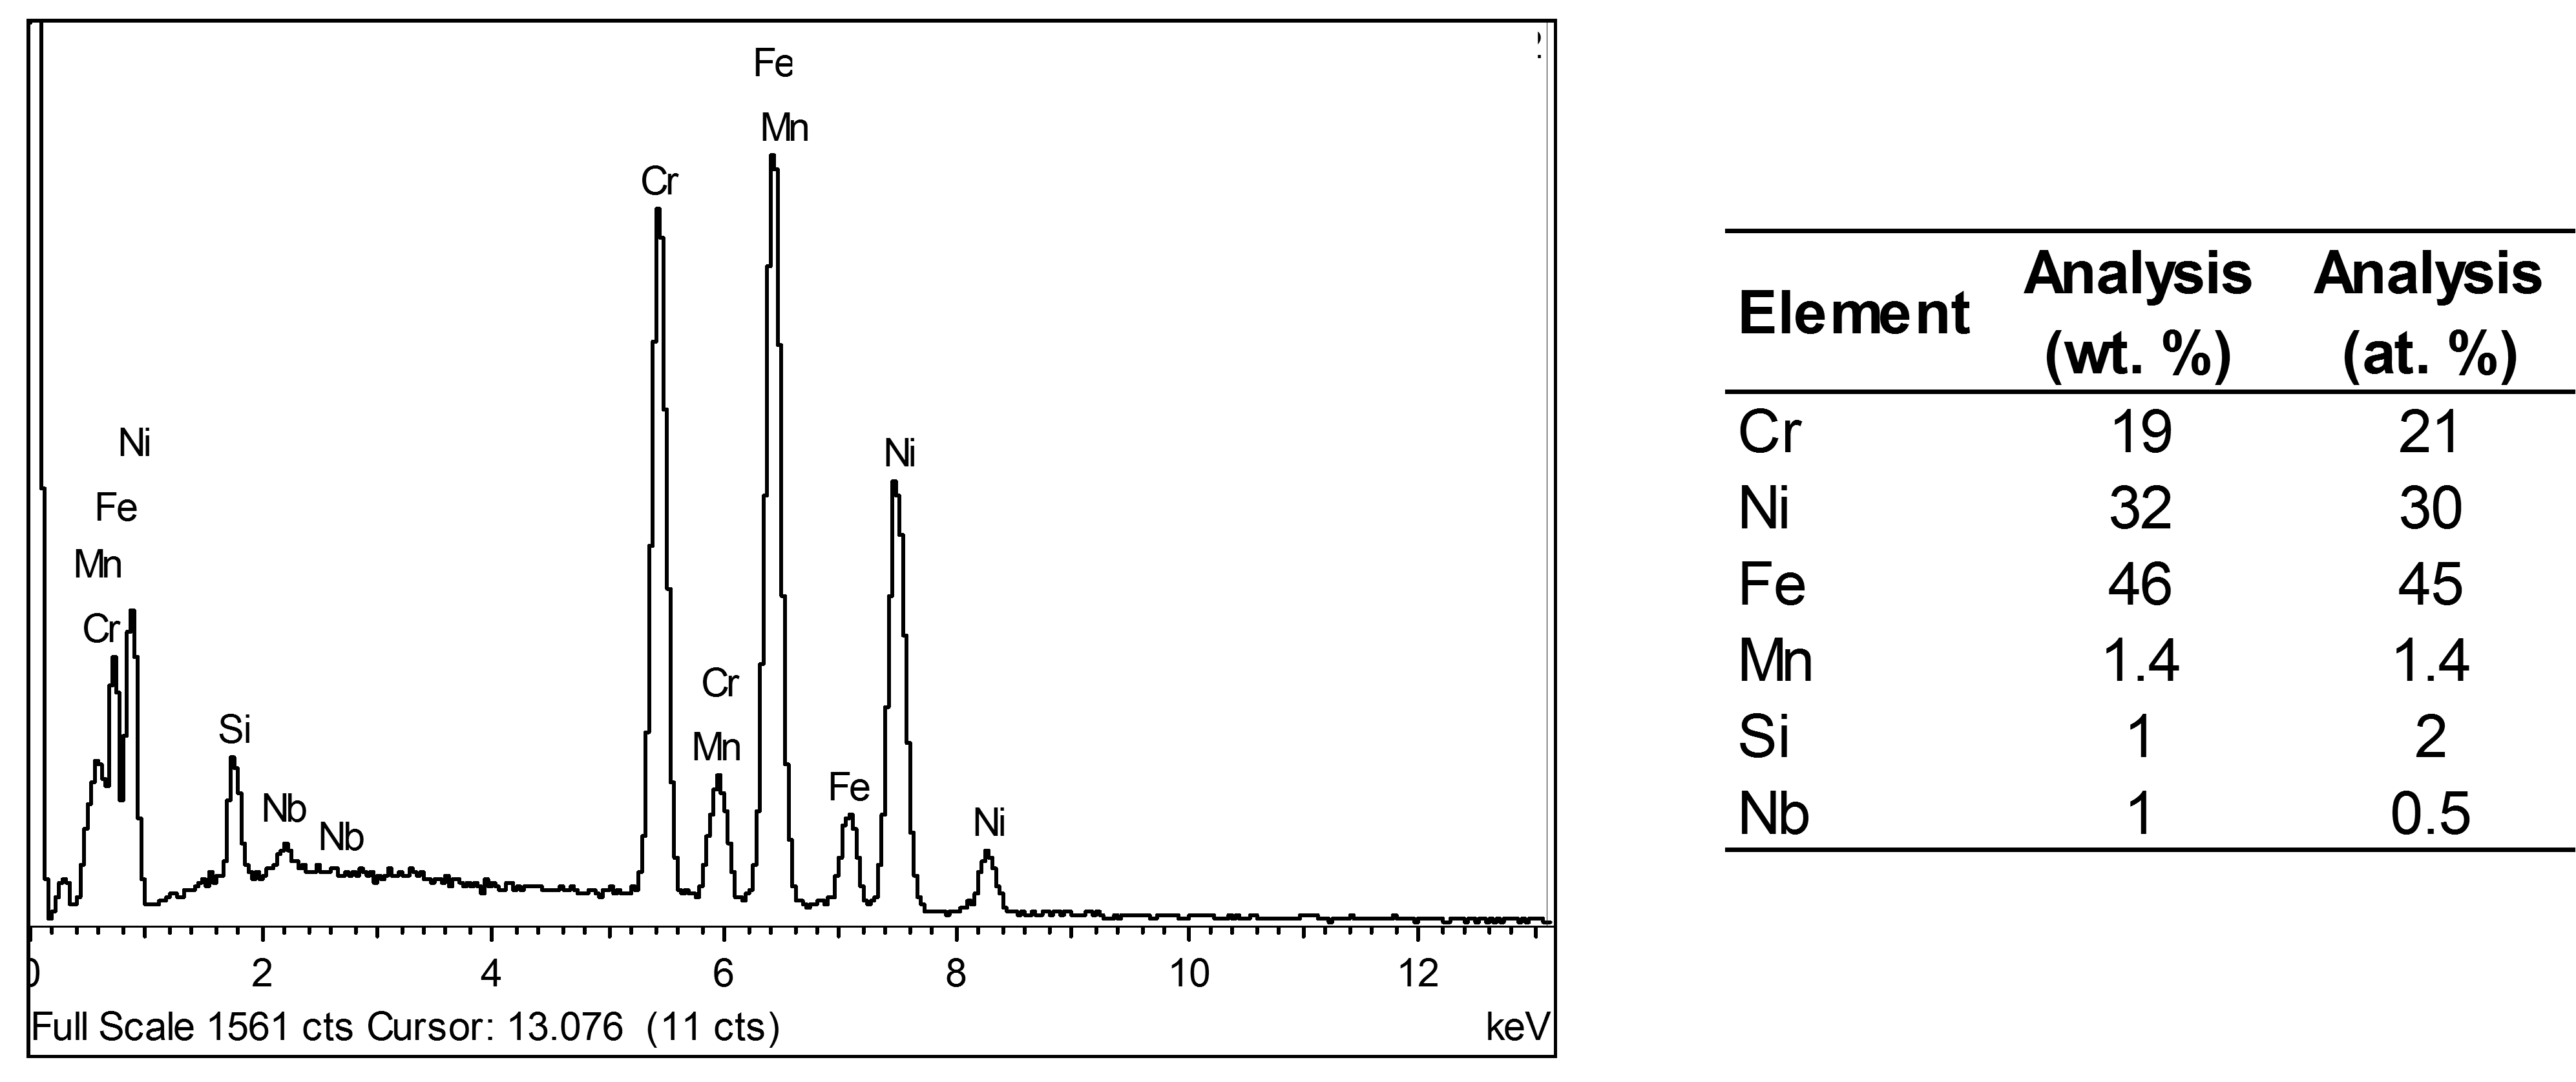 Fe
Mn
Cr
Ni
Ni
Fe
Mn
Cr
Cr
Si
Mn
Fe
Nb
Ni
Nb
0 2 4 6 8 10 12
Full Scale 1561 cts Cursor: 13.076 (11 cts) keV
Element Analysis (wt. %) Analysis (at. %)
Cr 19 21
Ni 32 30
Fe 46 45
Mn 1.4 1.4
Si 1 2
Nb 1 0.5